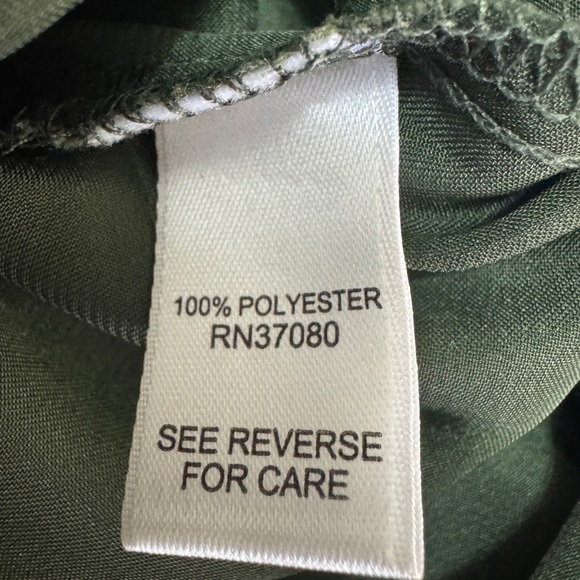 100% POLYESTER
RN37080
SEE REVERSE
FOR CARE